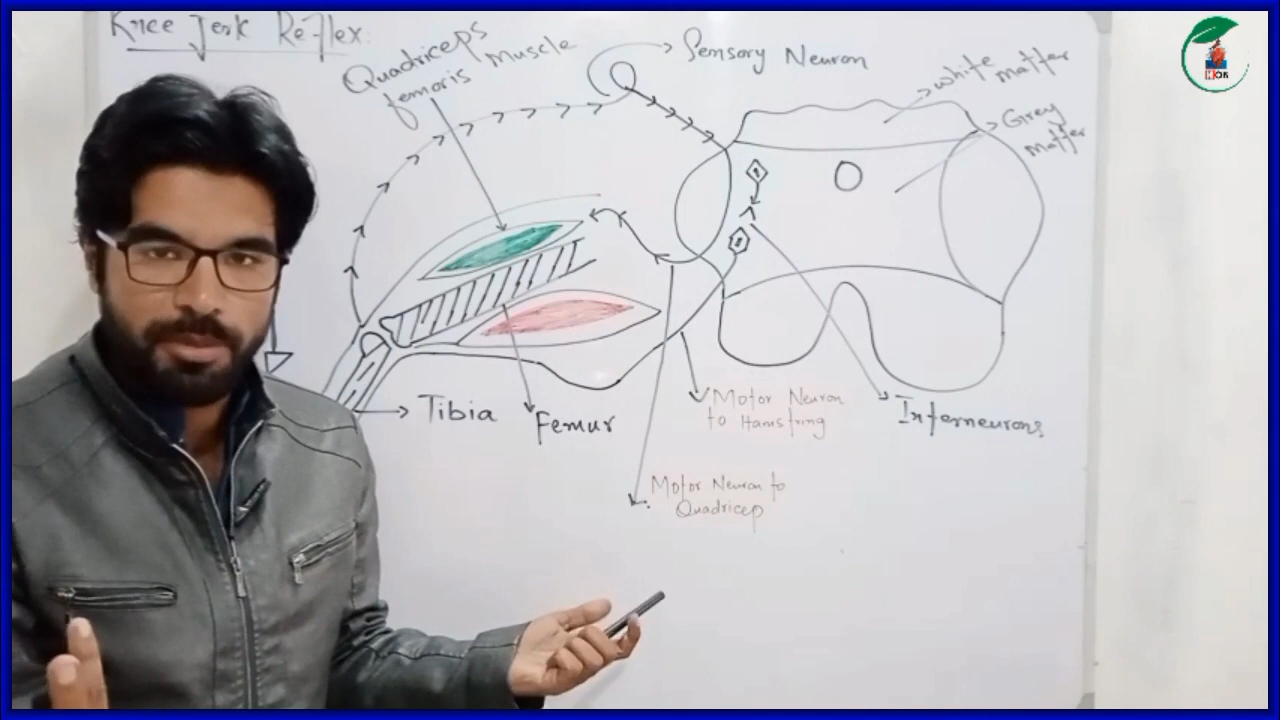 Knee Jerk Reflex:
Quadriceps
femoris Muscle
Sensory Neuron
white matter
Grey
matter
Tibia
Femur
Motor Neuron
to Hamstring
Interneurons
Motor Neuron to
Quadricep